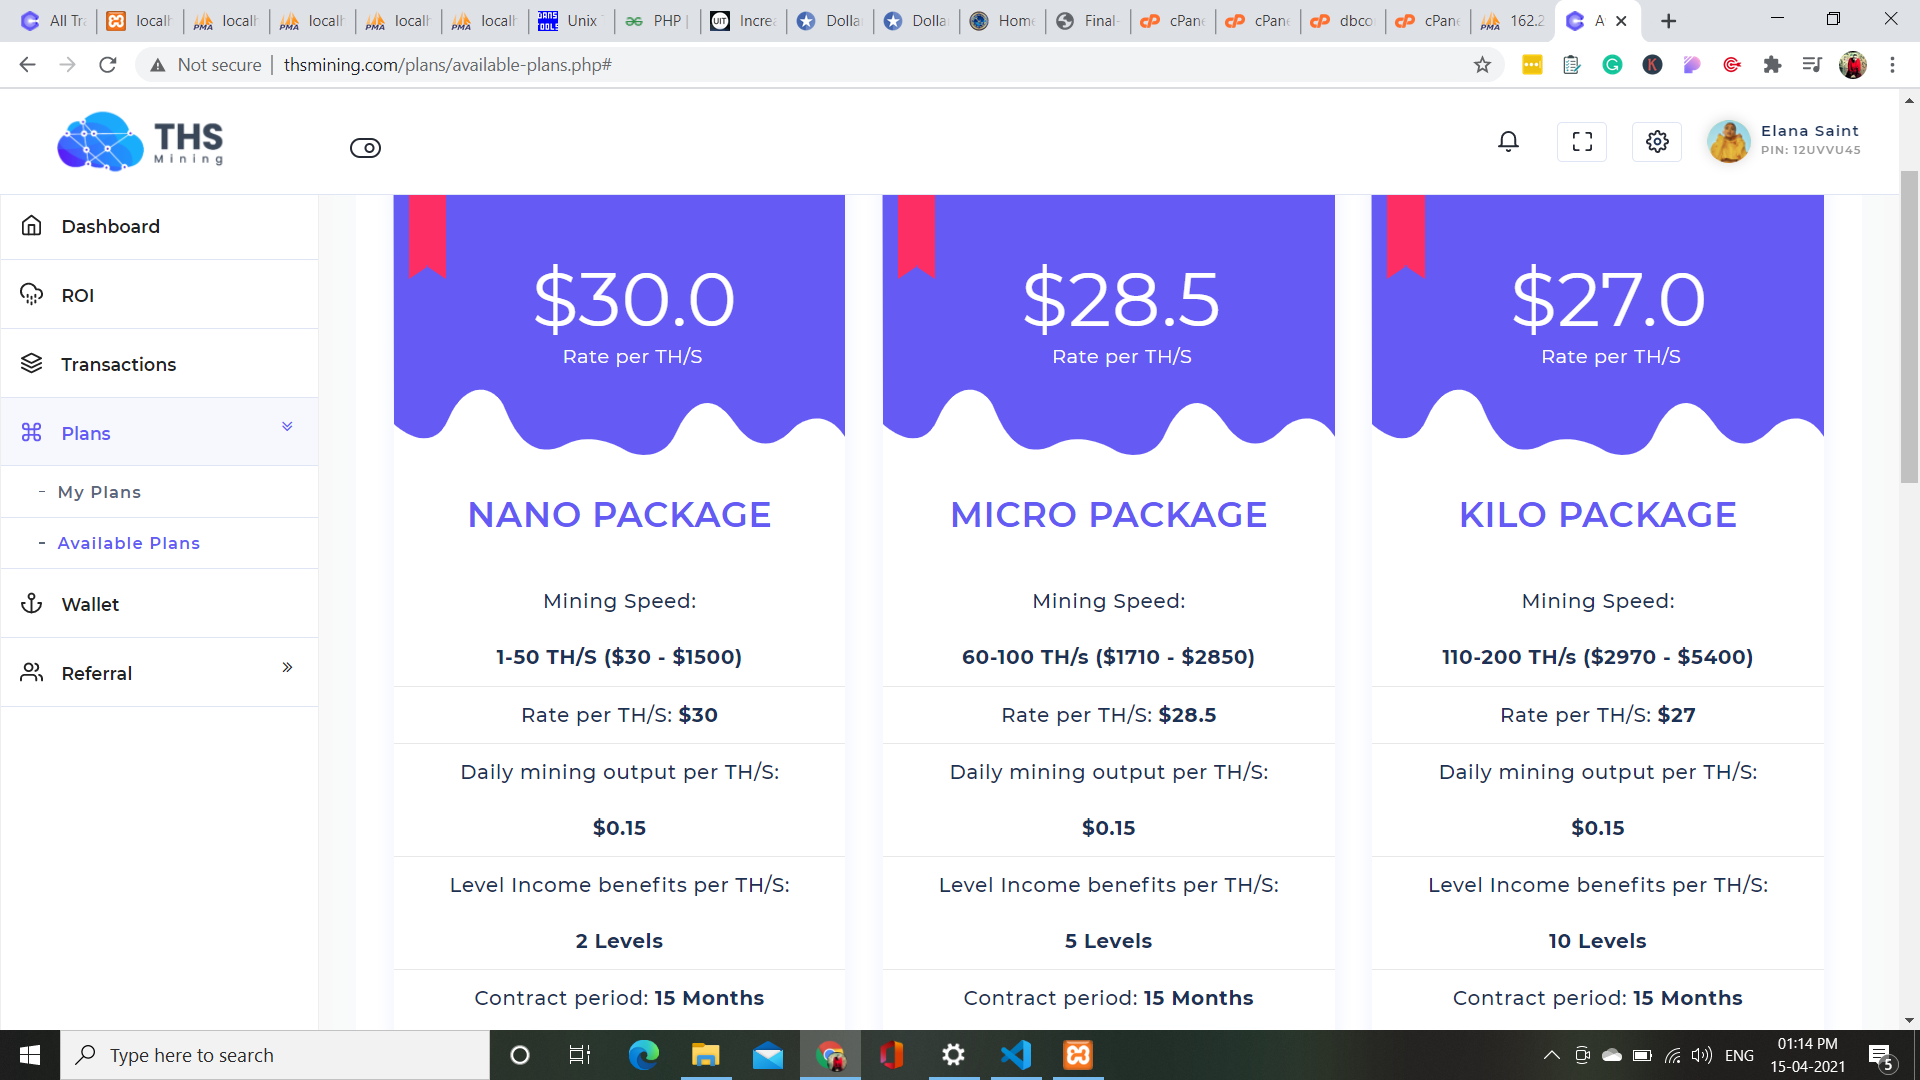 All Tra
localh
localh
localh
localh
localh
Unix
PHP |
Increa
Dolla
Dolla
Home
Final-
cPane
cPane
dbco
cPane
162.2
A
Not secure
thsmining.com/plans/available-plans.php#
THS
Mining
Elana Saint
PIN: 12UVVU45
Dashboard
ROI
Transactions
Plans
- My Plans
- Available Plans
Wallet
Referral
$30.0
Rate per TH/S
NANO PACKAGE
Mining Speed:
1-50 TH/S ($30 - $1500)
Rate per TH/S: $30
Daily mining output per TH/S:
$0.15
Level Income benefits per TH/S:
2 Levels
Contract period: 15 Months
$28.5
Rate per TH/S
MICRO PACKAGE
Mining Speed:
60-100 TH/s ($1710 - $2850)
Rate per TH/S: $28.5
Daily mining output per TH/S:
$0.15
Level Income benefits per TH/S:
5 Levels
Contract period: 15 Months
$27.0
Rate per TH/S
KILO PACKAGE
Mining Speed:
110-200 TH/s ($2970 - $5400)
Rate per TH/S: $27
Daily mining output per TH/S:
$0.15
Level Income benefits per TH/S:
10 Levels
Contract period: 15 Months
Type here to search
ENG
01:14 PM
15-04-2021
5